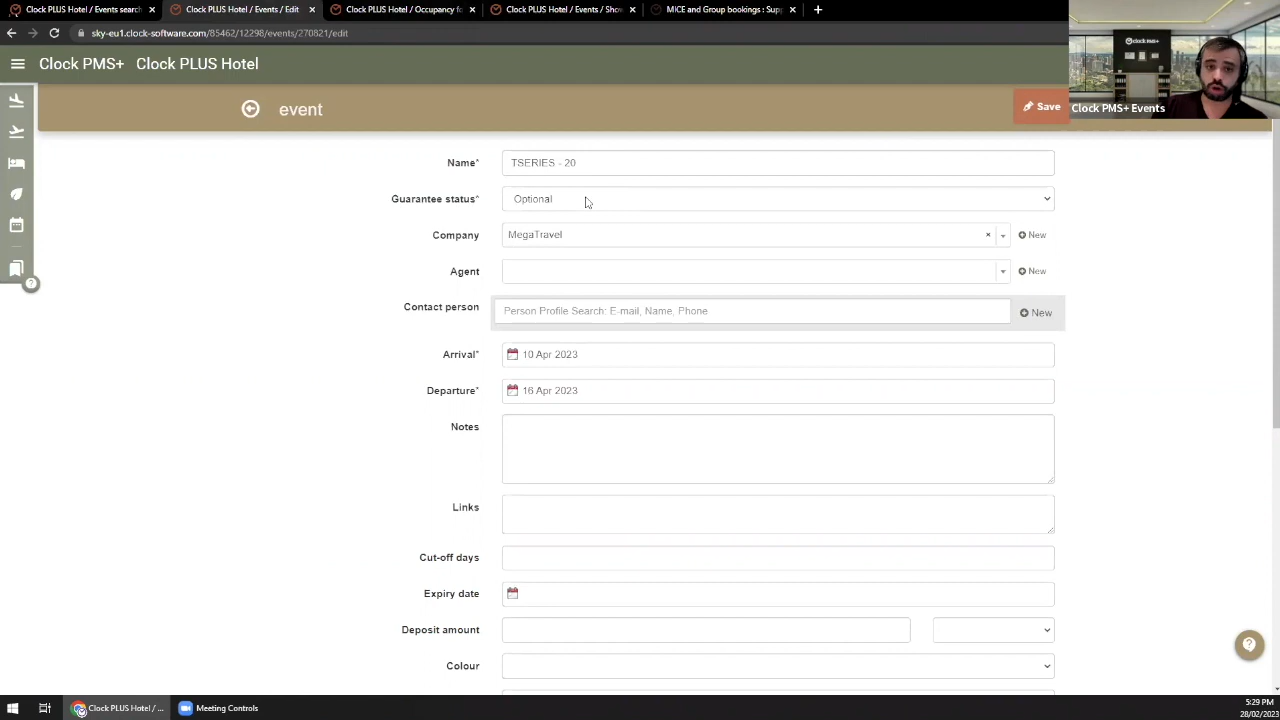 Clock PLUS Hotel / Events search
Clock PLUS Hotel / Events / Edit
Clock PLUS Hotel / Occupancy fo
Clock PLUS Hotel / Events / Sho
MICE and Group bookings : Sup
sky-eu1.clock-software.com/85462/12298/events/270821/edit
Clock PMS+ Clock PLUS Hotel
clock PMS+
Clock PMS+ Events
event
Save
Name*
TSERIES - 20
Guarantee status*
Optional
Company
MegaTravel
× New
Agent
New
Contact person
Person Profile Search: E-mail, Name, Phone
New
Arrival*
10 Apr 2023
Departure*
16 Apr 2023
Notes
Links
Cut-off days
Expiry date
Deposit amount
Colour
Clock PLUS Hotel / ...
Meeting Controls
5:29 PM
28/02/2023